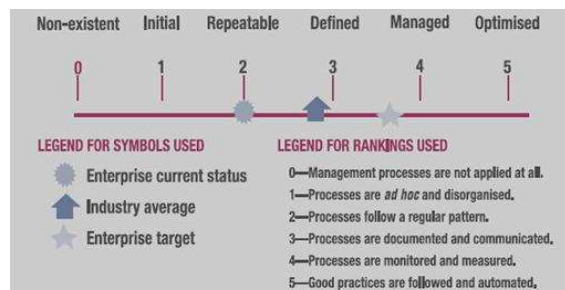 Non-existent Initial Repeatable Defined Managed Optimised
0 1 2 3 4 5
LEGEND FOR SYMBOLS USED
Enterprise current status
Industry average
Enterprise target
LEGEND FOR RANKINGS USED
0—Management processes are not applied at all.
1—Processes are ad hoc and disorganised.
2—Processes follow a regular pattern.
3—Processes are documented and communicated.
4—Processes are monitored and measured.
5—Good practices are followed and automated.